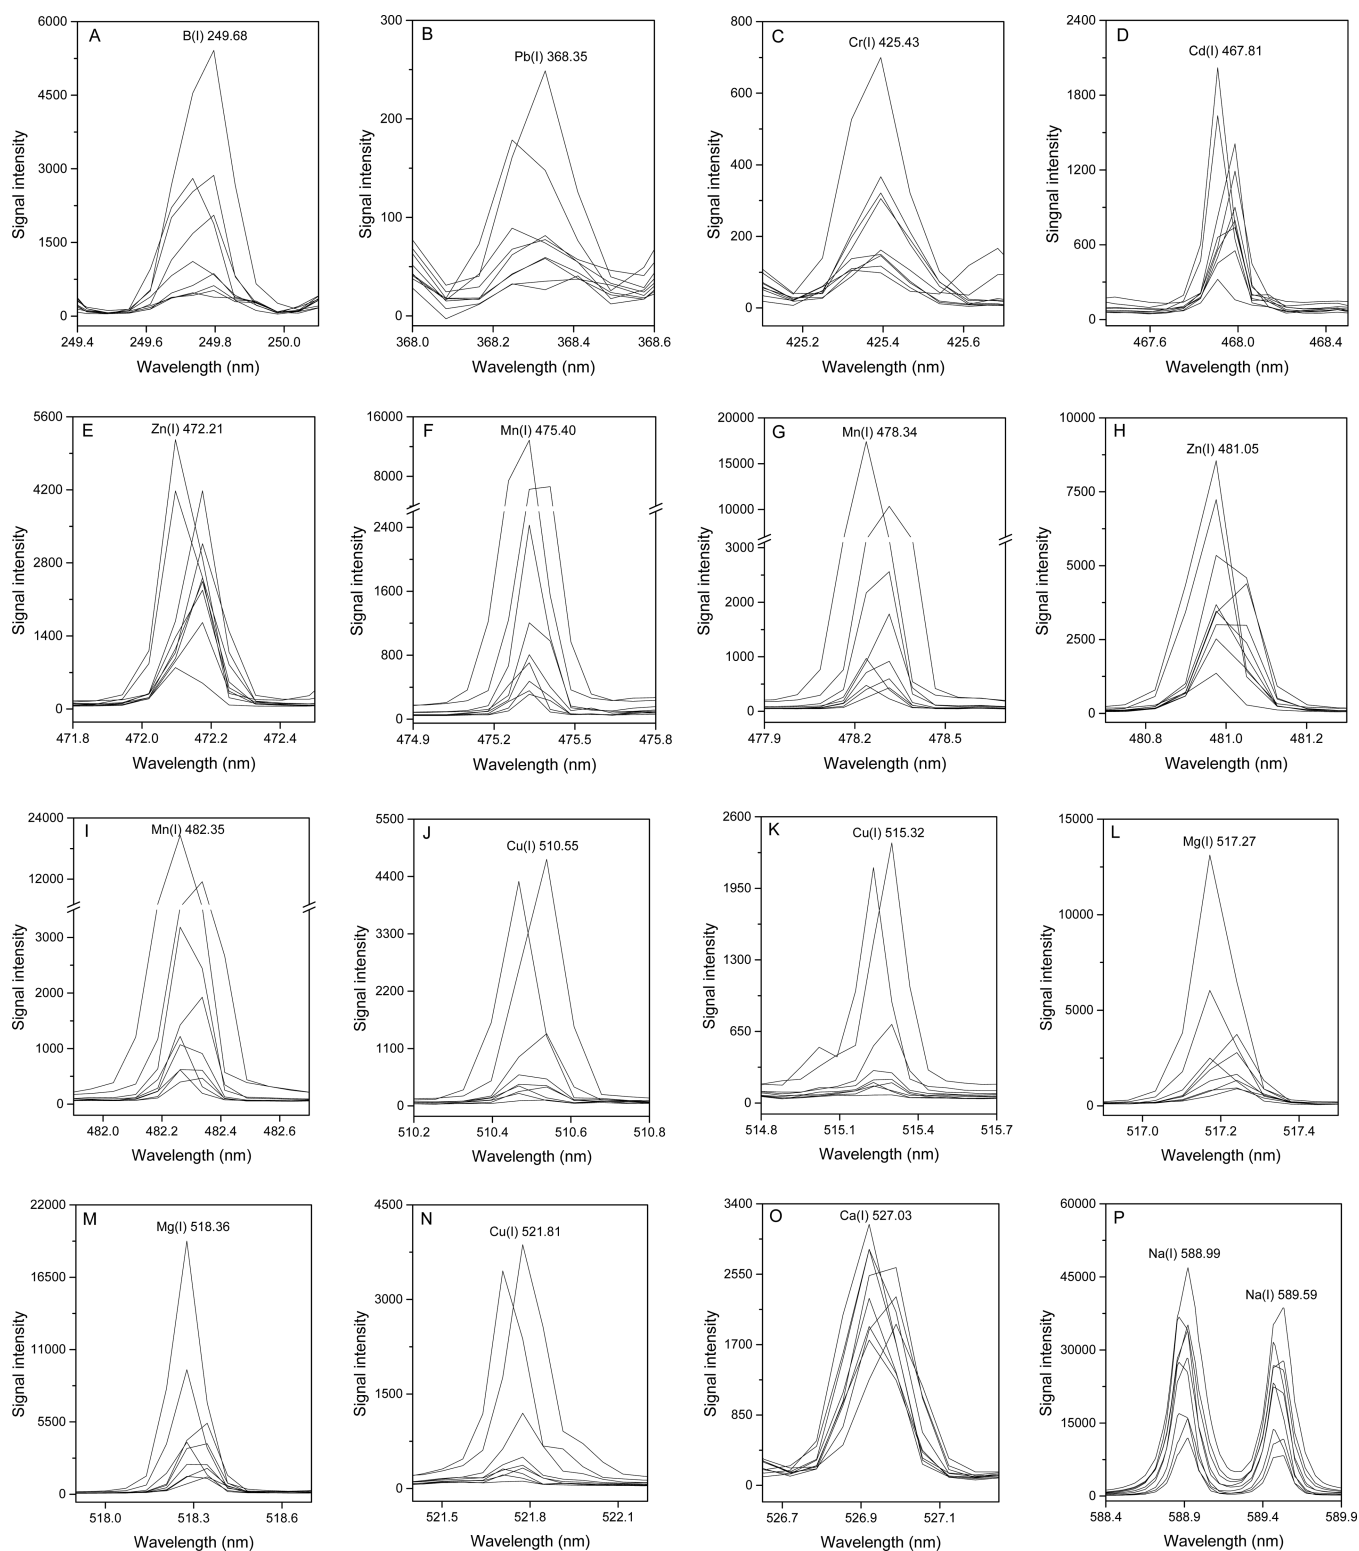 A
B(I) 249.68
6000
4500
3000
1500
0
Signal intensity
249.4
249.6
249.8
250.0
Wavelength (nm)
B
Pb(I) 368.35
300
200
100
0
Signal intensity
368.0
368.2
368.4
368.6
Wavelength (nm)
C
Cr(I) 425.43
800
600
400
200
0
Signal intensity
425.2
425.4
425.6
Wavelength (nm)
D
Cd(I) 467.81
2400
1800
1200
600
0
Singnal intensity
467.6
468.0
468.4
Wavelength (nm)
E
Zn(I) 472.21
5600
4200
2800
1400
0
Signal intensity
471.8
472.0
472.2
472.4
Wavelength (nm)
F
Mn(I) 475.40
16000
8000
2400
1600
800
0
Signal intensity
474.9
475.2
475.5
475.8
Wavelength (nm)
G
Mn(I) 478.34
20000
15000
10000
3000
2000
1000
0
Signal intensity
477.9
478.2
478.5
Wavelength (nm)
H
Zn(I) 481.05
10000
7500
5000
2500
0
Signal intensity
480.8
481.0
481.2
Wavelength (nm)
I
Mn(I) 482.35
24000
12000
3000
2000
1000
0
Signal intensity
482.0
482.2
482.4
482.6
Wavelength (nm)
J
Cu(I) 510.55
5500
4400
3300
2200
1100
0
Signal intensity
510.2
510.4
510.6
510.8
Wavelength (nm)
K
Cu(I) 515.32
2600
1950
1300
650
0
Signal intensity
514.8
515.1
515.4
515.7
Wavelength (nm)
L
Mg(I) 517.27
15000
10000
5000
0
Signal intensity
517.0
517.2
517.4
Wavelength (nm)
M
Mg(I) 518.36
22000
16500
11000
5500
0
Signal intensity
518.0
518.3
518.6
Wavelength (nm)
N
Cu(I) 521.81
4500
3000
1500
0
Signal intensity
521.5
521.8
522.1
Wavelength (nm)
O
Ca(I) 527.03
3400
2550
1700
850
0
Signal intensity
526.7
526.9
527.1
Wavelength (nm)
P
Na(I) 588.99
Na(I) 589.59
60000
45000
30000
15000
0
Signal intensity
588.4
588.9
589.4
589.9
Wavelength (nm)